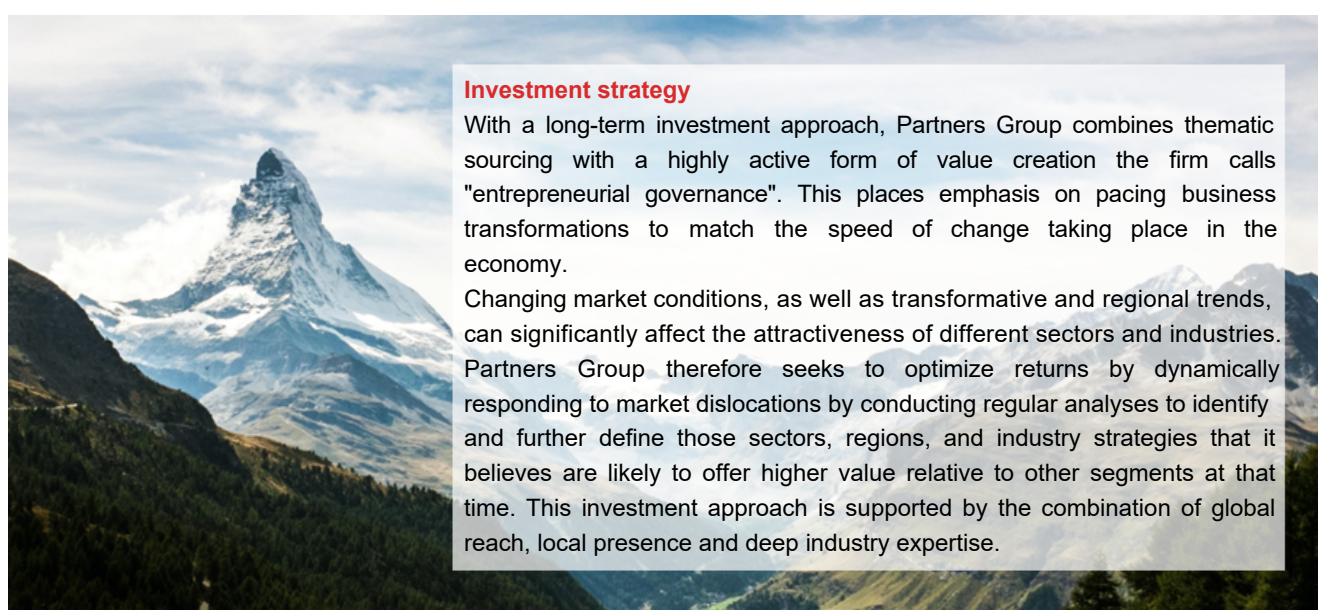 Investment strategy
With a long-term investment approach, Partners Group combines thematic
sourcing with a highly active form of value creation the firm calls
"entrepreneurial governance". This places emphasis on pacing business
transformations to match the speed of change taking place in the
economy.
Changing market conditions, as well as transformative and regional trends,
can significantly affect the attractiveness of different sectors and industries.
Partners Group therefore seeks to optimize returns by dynamically
responding to market dislocations by conducting regular analyses to identify
and further define those sectors, regions, and industry strategies that it
believes are likely to offer higher value relative to other segments at that
time. This investment approach is supported by the combination of global
reach, local presence and deep industry expertise.